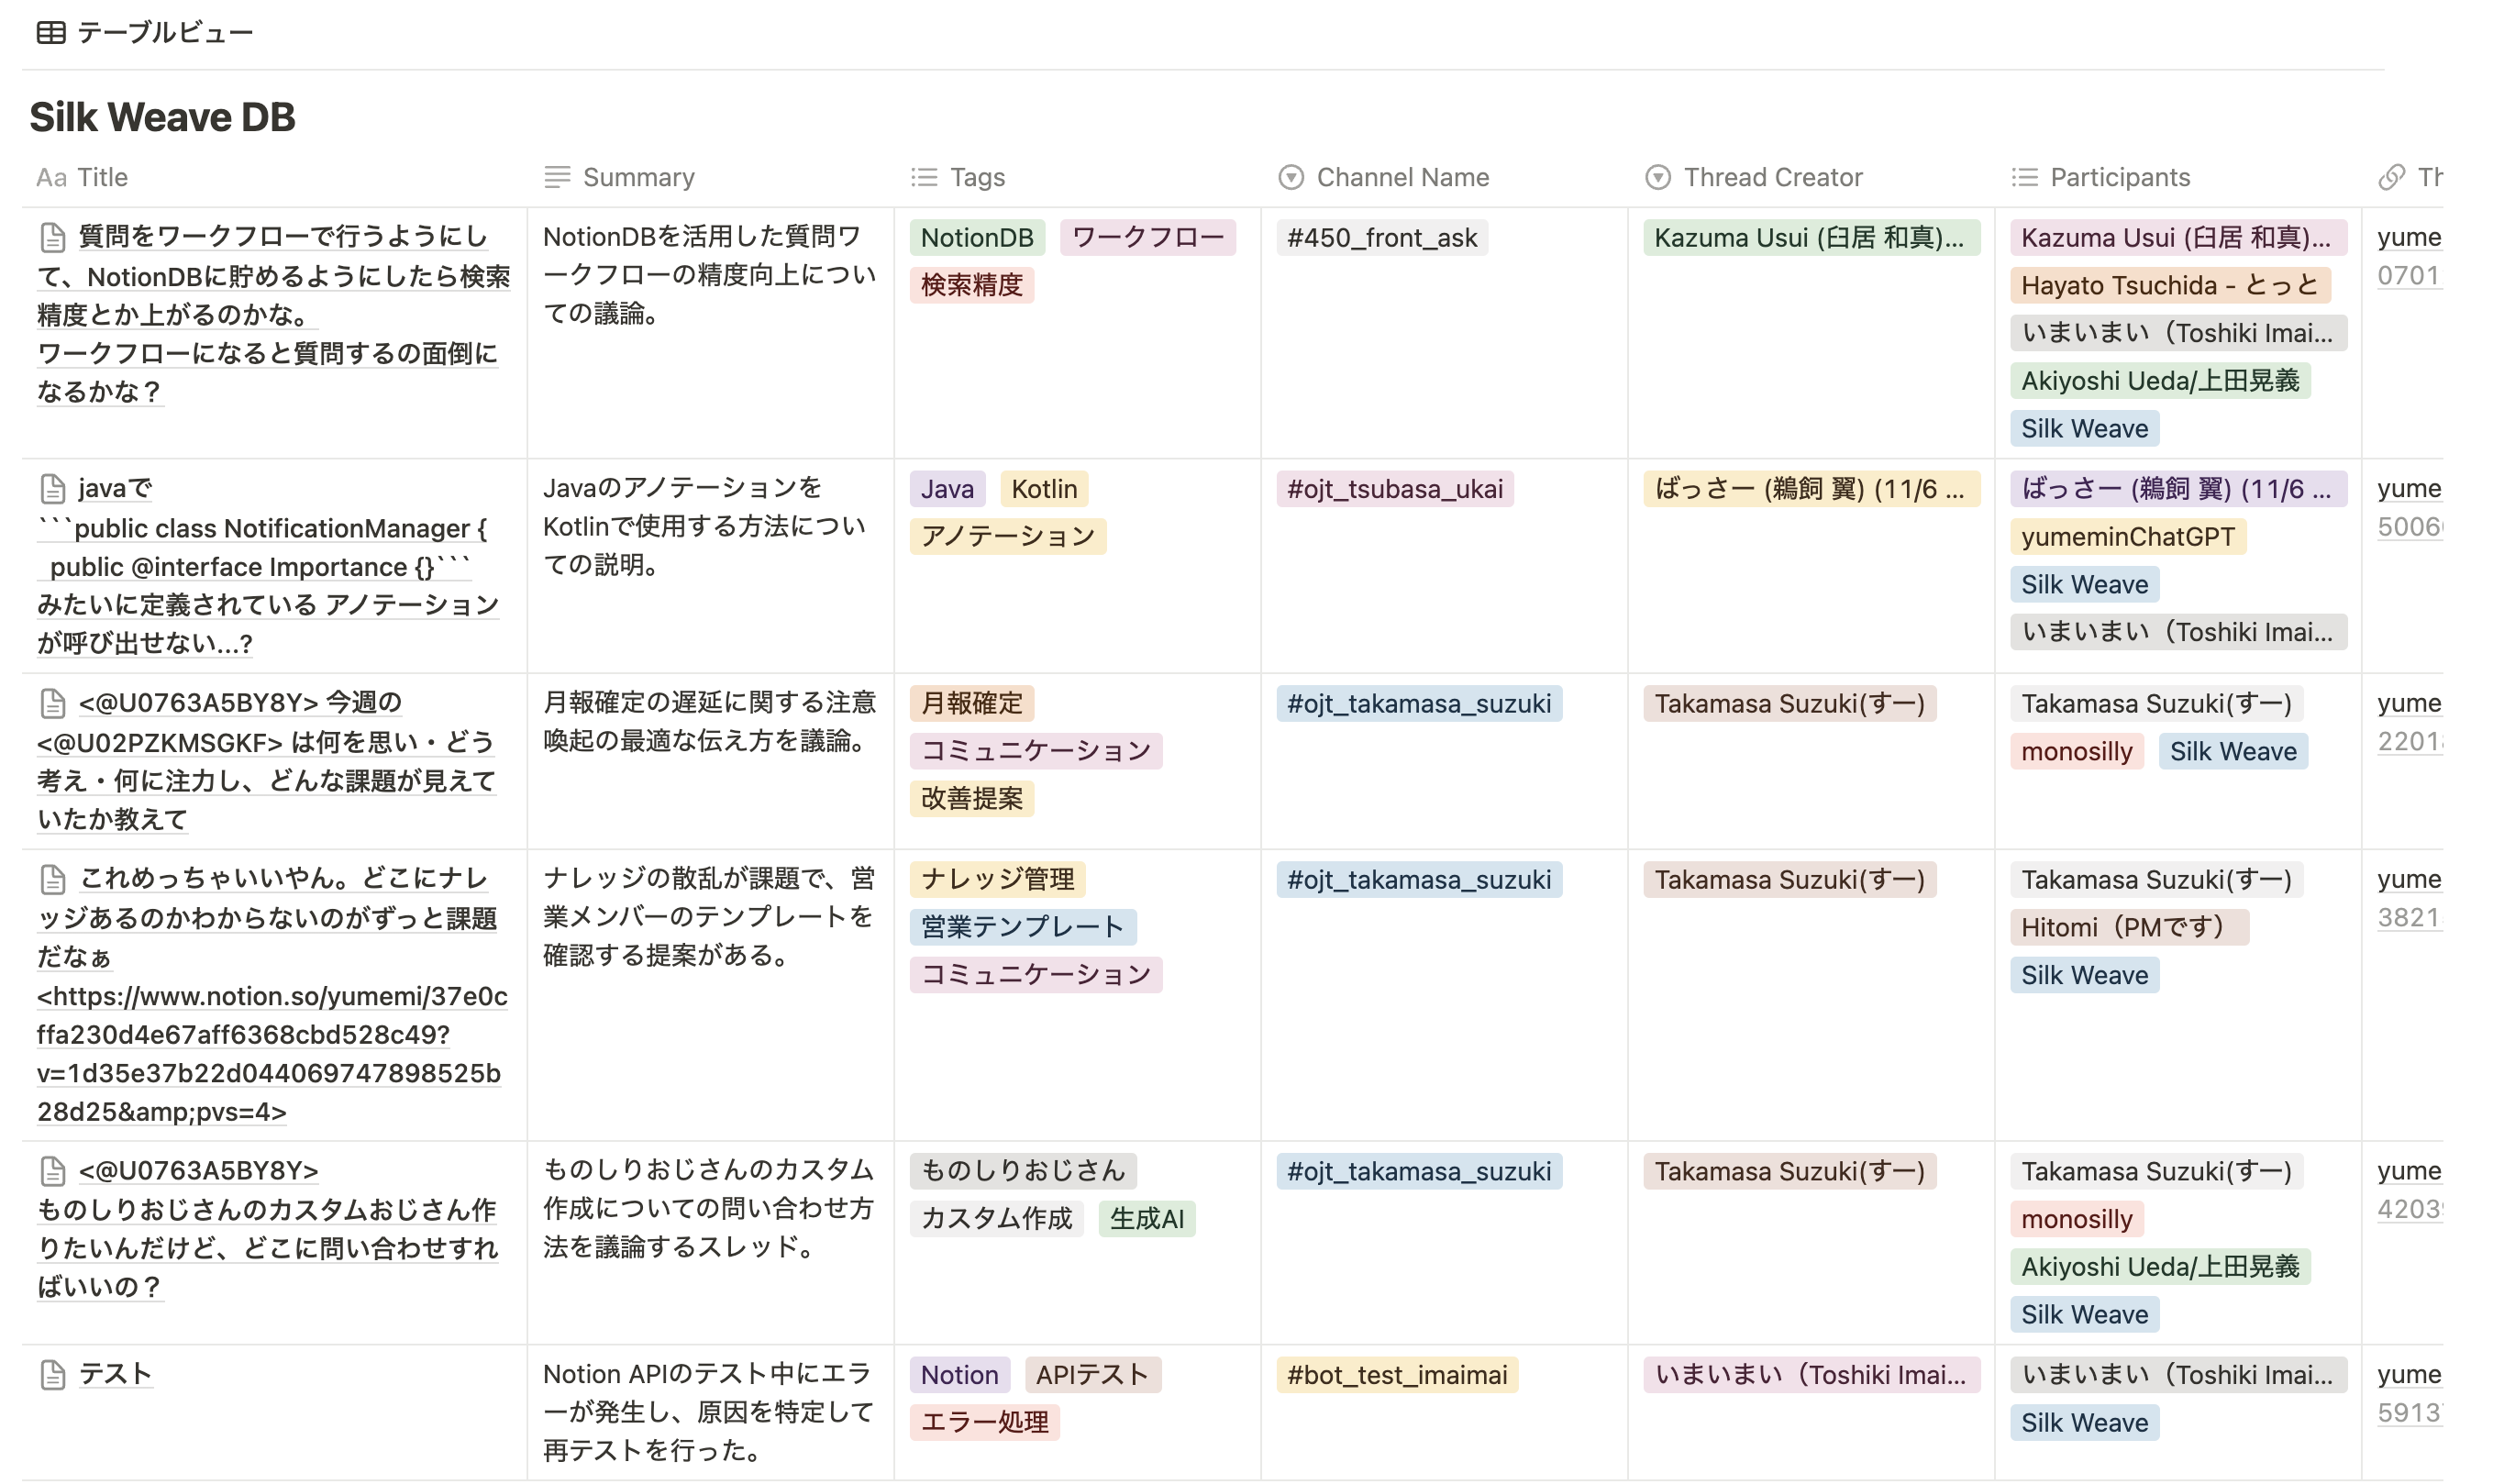 テーブルビュー
Silk Weave DB
Aa Title
Summary
Tags
Channel Name
Thread Creator
Participants
Th
質問をワークフローで行うようにし
て、NotionDBに貯めるようにしたら検索
精度とか上がるのかな。
ワークフローになると質問するの面倒に
なるかな？
NotionDBを活用した質問ワ
ークフローの精度向上につい
ての議論。
NotionDB ワークフロー
検索精度
#450_front_ask
Kazuma Usui (臼居 和真)...
Kazuma Usui (臼居 和真)...
Hayato Tsuchida - とっと
いまいまい（Toshiki Imai...
Akiyoshi Ueda/上田晃義
Silk Weave
yume
0701
javaで
```public class NotificationManager {
public @interface Importance {}```
みたいに定義されている アノテーション
が呼び出せない...?
Javaのアノテーションを
Kotlinで使用する方法につい
ての説明。
Java Kotlin
アノテーション
#ojt_tsubasa_ukai
ばっさー (鵜飼 翼) (11/6 ...
ばっさー (鵜飼 翼) (11/6 ...
yumeminChatGPT
Silk Weave
いまいまい（Toshiki Imai...
yume
5006
<@U0763A5BY8Y> 今週の
<@U02PZKMSGKF> は何を思い・どう
考え・何に注力し、どんな課題が見えて
いたか教えて
月報確定の遅延に関する注意
喚起の最適な伝え方を議論。
月報確定
コミュニケーション
改善提案
#ojt_takamasa_suzuki
Takamasa Suzuki(すー)
Takamasa Suzuki(すー)
monosilly Silk Weave
yume
2201
これめっちゃいいやん。どこにナレ
ッジあるのかわからないのがずっと課題
だなぁ
<https://www.notion.so/yumemi/37e0c
ffa230d4e67aff6368cbd528c49?
v=1d35e37b22d044069747898525b
28d25&amp;pvs=4>
ナレッジの散乱が課題で、営
業メンバーのテンプレートを
確認する提案がある。
ナレッジ管理
営業テンプレート
コミュニケーション
#ojt_takamasa_suzuki
Takamasa Suzuki(すー)
Takamasa Suzuki(すー)
Hitomi（PMです）
Silk Weave
yume
3821
<@U0763A5BY8Y>
ものしりおじさんのカスタムおじさん作
りたいんだけど、どこに問い合わせすれ
ばいいの？
ものしりおじさんのカスタム
作成についての問い合わせ方
法を議論するスレッド。
ものしりおじさん
カスタム作成 生成AI
#ojt_takamasa_suzuki
Takamasa Suzuki(すー)
Takamasa Suzuki(すー)
monosilly
Akiyoshi Ueda/上田晃義
Silk Weave
yume
4203
テスト
Notion APIのテスト中にエラ
ーが発生し、原因を特定して
再テストを行った。
Notion APIテスト
エラー処理
#bot_test_imaimai
いまいまい（Toshiki Imai...
いまいまい（Toshiki Imai...
Silk Weave
yume
5913